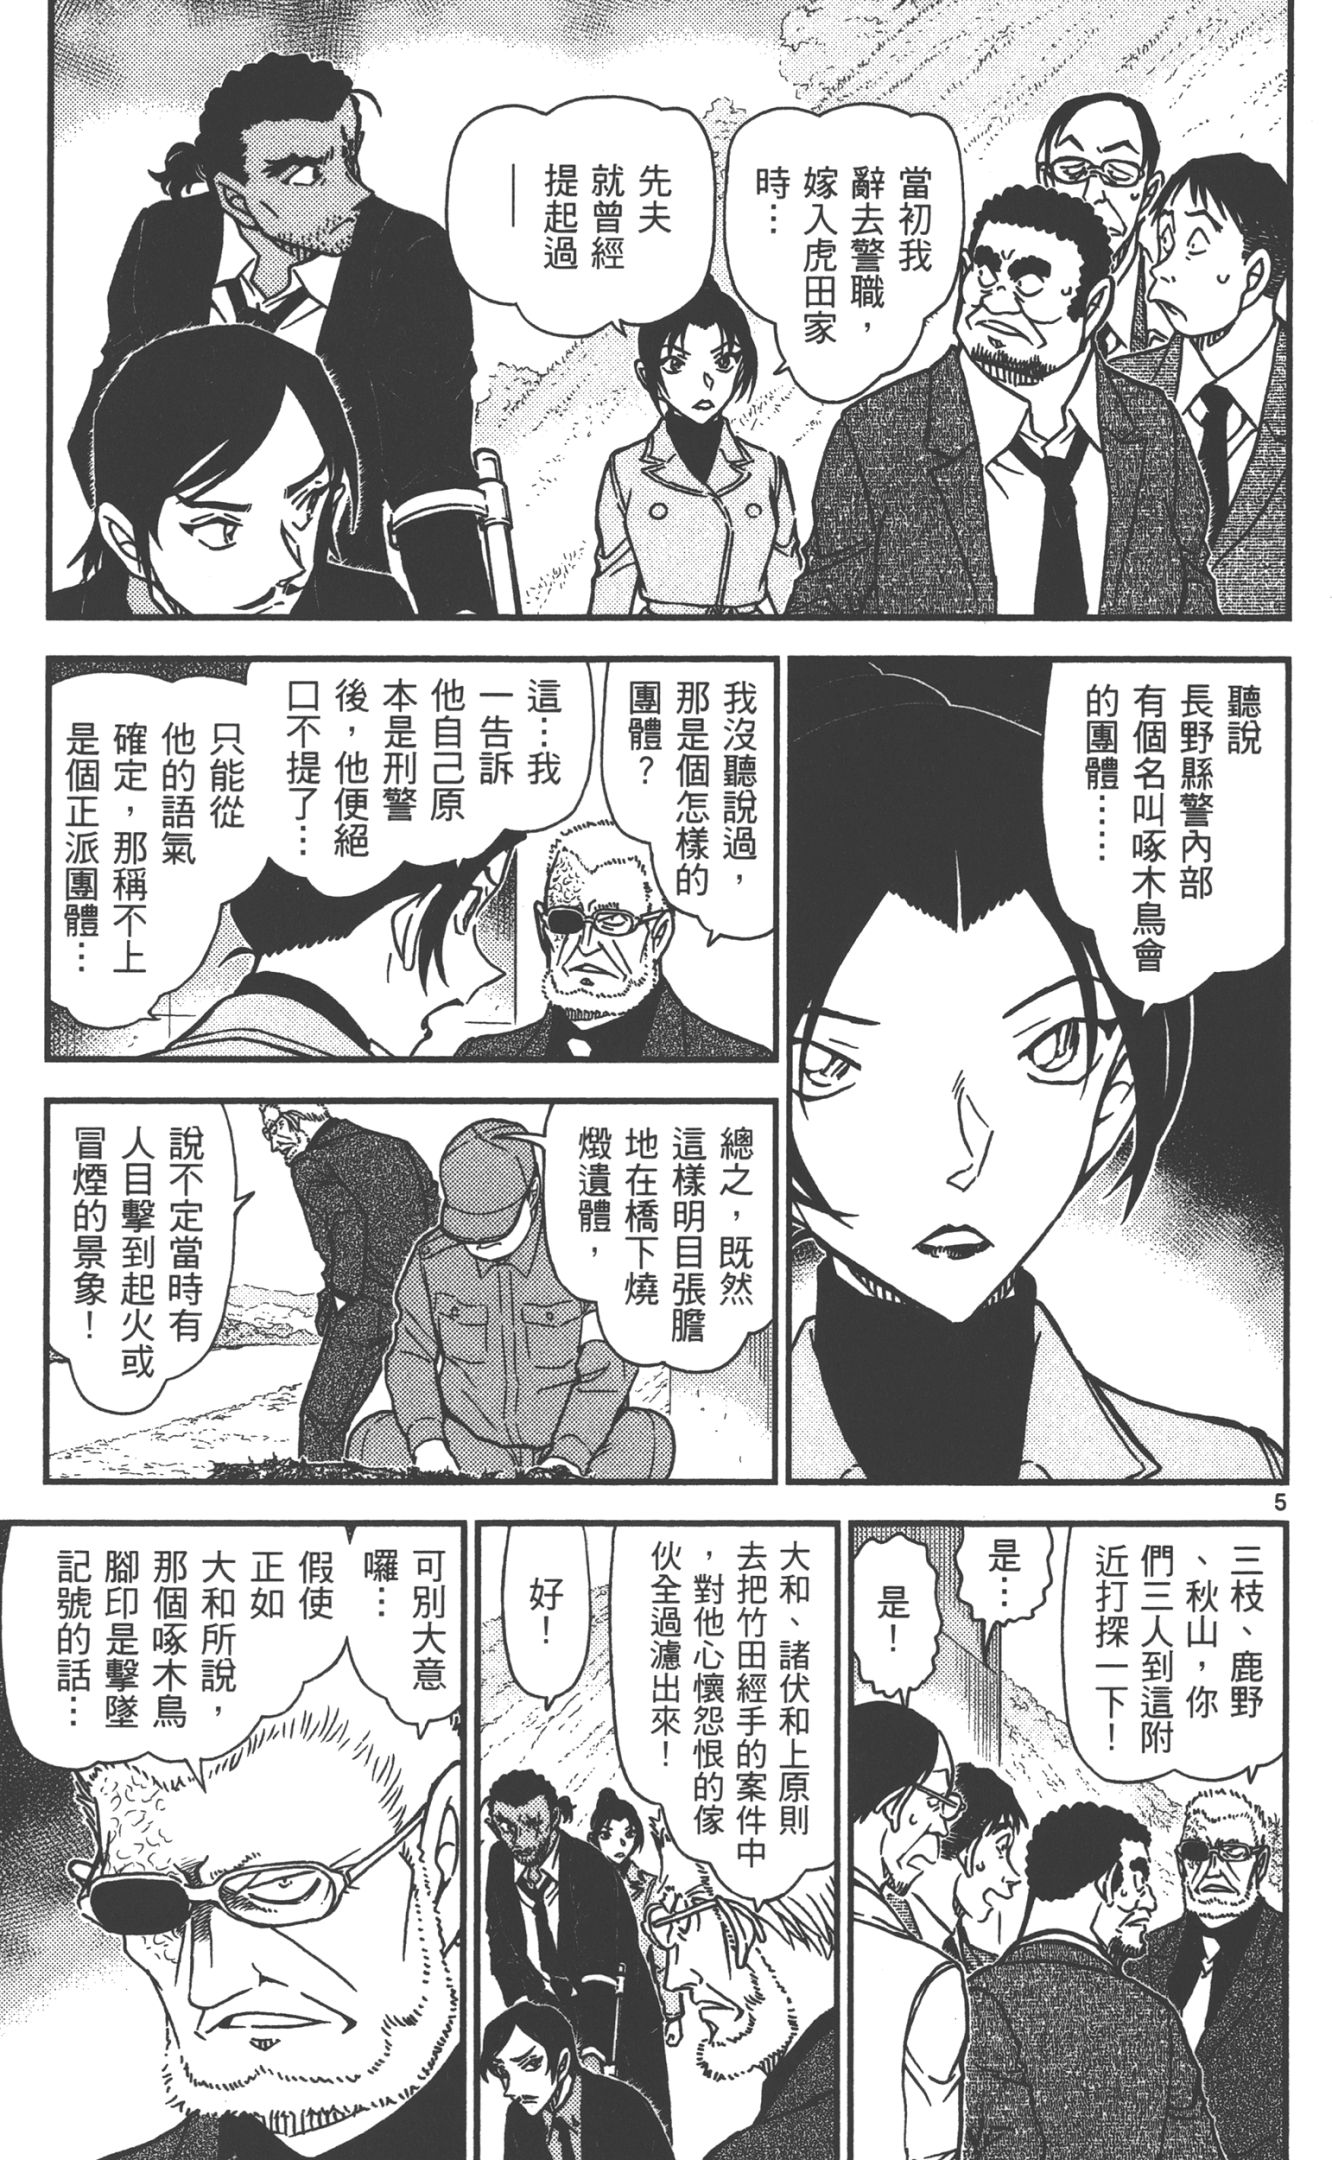 當初我
辭去警職，
嫁入虎田家
時…
先夫
就曾經
提起過
——
聽說
長野縣警內部
有個名叫啄木鳥會
的團體……
我沒聽說過，
那是個怎樣的
團體？
這…我
一告訴
他自己原
本是刑警
後，他便絕
口不提了…
只能從
他的語氣
確定，那稱不上
是個正派團體…
總之，既然
這樣明目張膽
地在橋下燒
燬遺體，
說不定當時有
人目擊到起火或
冒煙的景象！
5
三枝、鹿野
、秋山，你
們三人到這附
近打探一下！
是…
是！
大和、諸伏和上原則
去把竹田經手的案件中
，對他心懷怨恨的傢
伙全過濾出來！
好！
可別大意
囉…
假使
正如
大和所說，
那個啄木鳥
腳印是擊墜
記號的話…